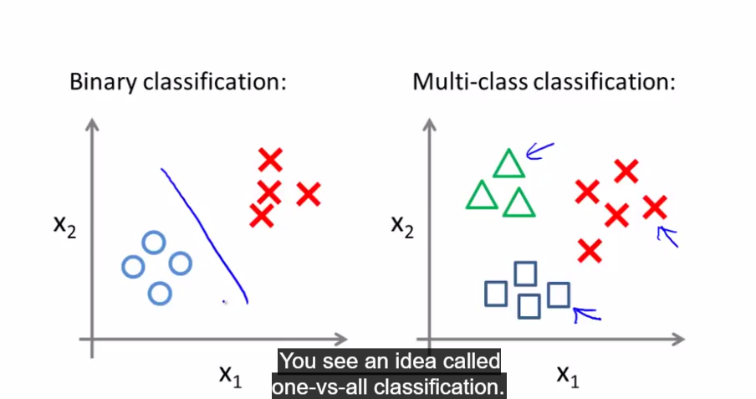 Binary classification:
Multi-class classification:
x2
x1
x2
x1
You see an idea called
one-vs-all classification.